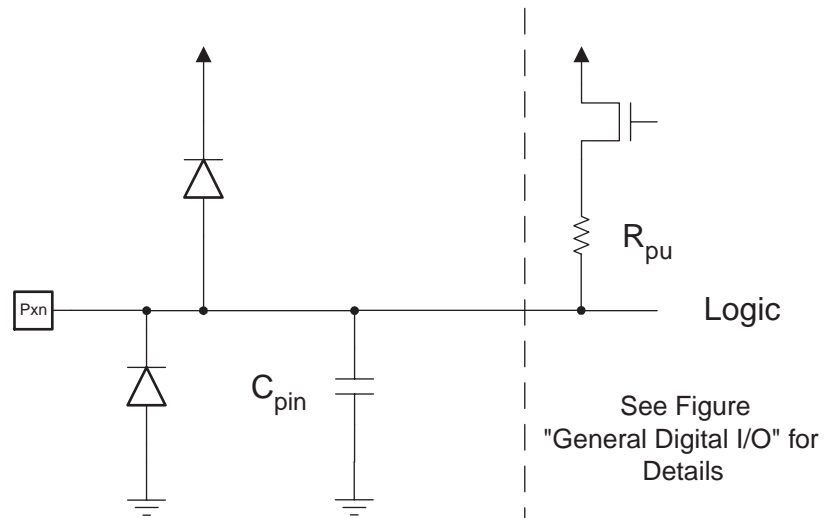 R_pu
Pxn
Logic
C_pin
See Figure
"General Digital I/O" for
Details